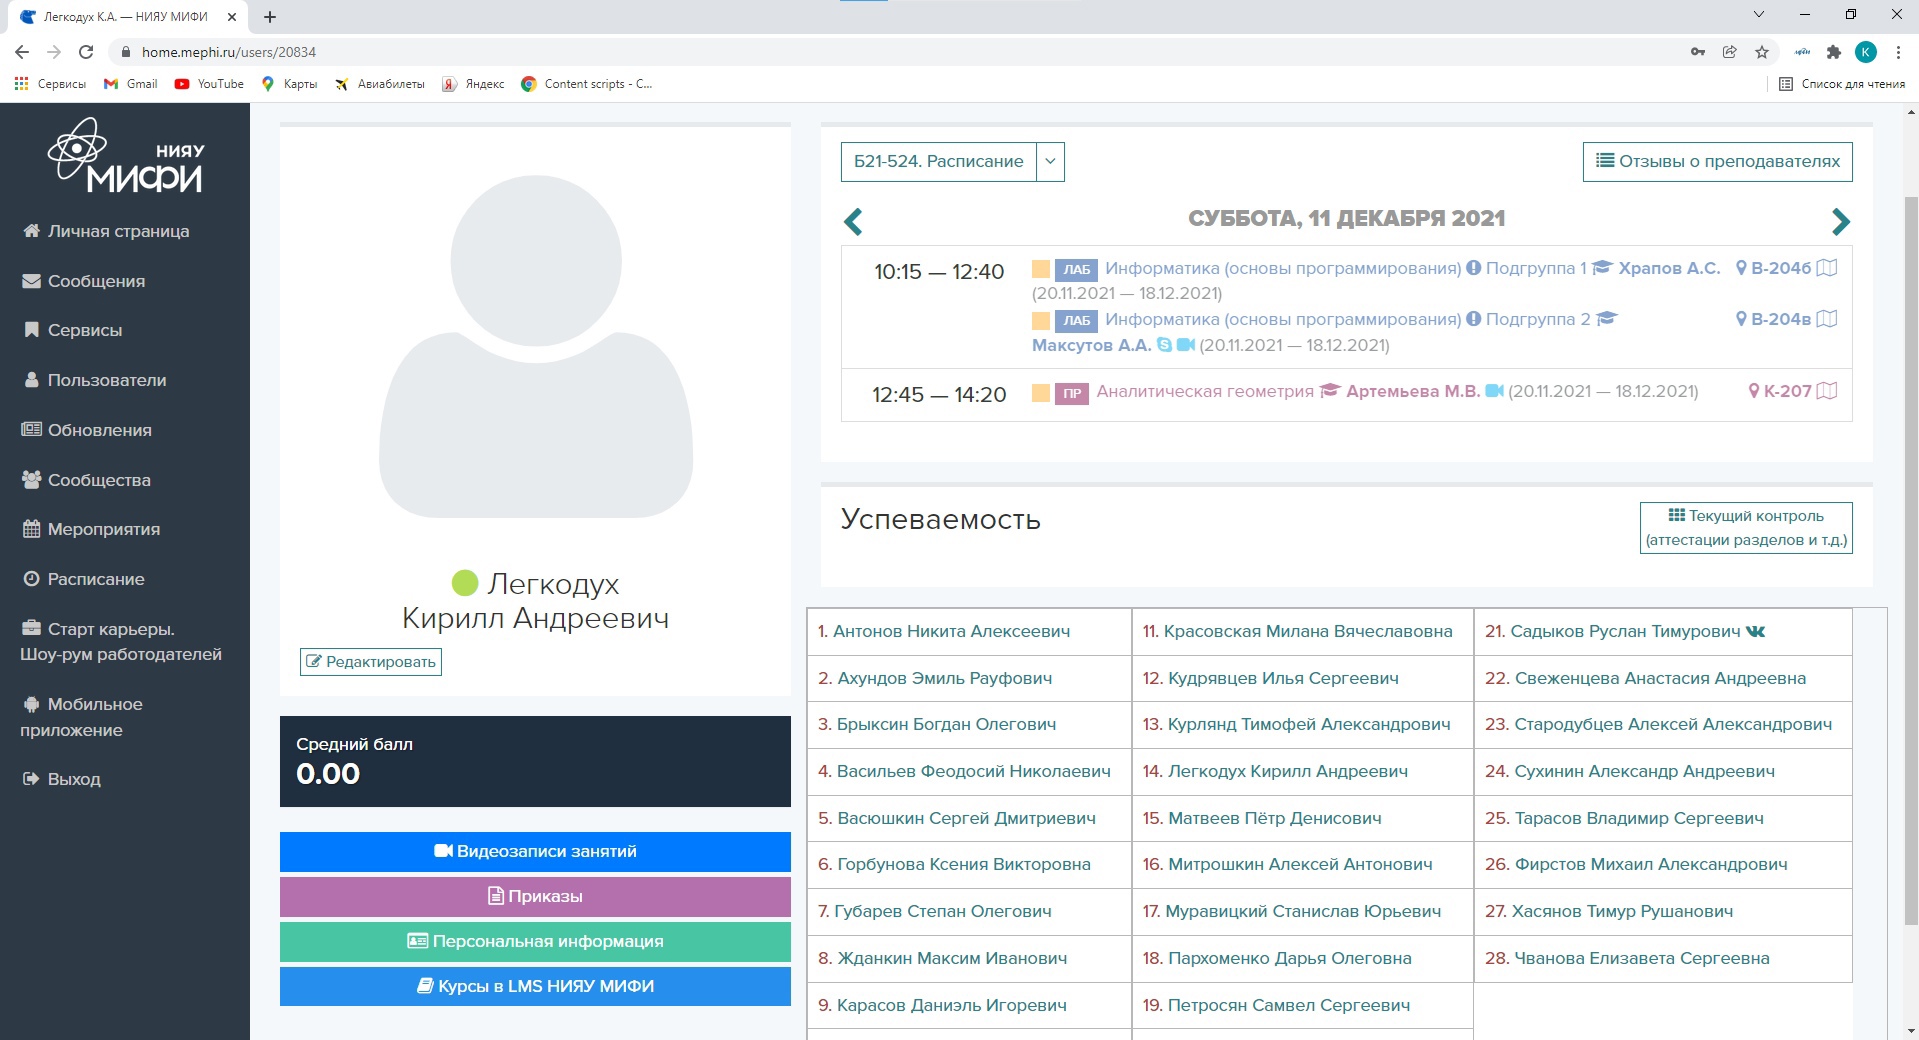 Легкодух К.А. — НИЯУ МИФИ
home.mephi.ru/users/20834
K
Сервисы
Gmail
YouTube
Карты
Авиабилеты
Яндекс
Content scripts - C...
Список для чтения
НИЯУ
МИФИ
Личная страница
Сообщения
Сервисы
Пользователи
Обновления
Сообщества
Мероприятия
Расписание
Старт карьеры.
Шоу-рум работодателей
Мобильное
приложение
Выход
Легкодух
Кирилл Андреевич
Редактировать
Средний балл
0.00
Видеозаписи занятий
Приказы
Персональная информация
Курсы в LMS НИЯУ МИФИ
Б21-524. Расписание
Отзывы о преподавателях
СУББОТА, 11 ДЕКАБРЯ 2021
10:15 — 12:40
ЛАБ Информатика (основы программирования) Подгруппа 1 Храпов А.С. В-204б
(20.11.2021 — 18.12.2021)
ЛАБ Информатика (основы программирования) Подгруппа 2 В-204в
Максутов А.А. (20.11.2021 — 18.12.2021)
12:45 — 14:20
ПР Аналитическая геометрия Артемьева М.В. (20.11.2021 — 18.12.2021) К-207
Успеваемость
Текущий контроль
(аттестации разделов и т.д.)
1. Антонов Никита Алексеевич
2. Ахундов Эмиль Рауфович
3. Брыксин Богдан Олегович
4. Васильев Феодосий Николаевич
5. Васюшкин Сергей Дмитриевич
6. Горбунова Ксения Викторовна
7. Губарев Степан Олегович
8. Жданкин Максим Иванович
9. Карасов Даниэль Игоревич
11. Красовская Милана Вячеславовна
12. Кудрявцев Илья Сергеевич
13. Курлянд Тимофей Александрович
14. Легкодух Кирилл Андреевич
15. Матвеев Пётр Денисович
16. Митрошкин Алексей Антонович
17. Муравицкий Станислав Юрьевич
18. Пархоменко Дарья Олеговна
19. Петросян Самвел Сергеевич
21. Садыков Руслан Тимурович
22. Свеженцева Анастасия Андреевна
23. Стародубцев Алексей Александрович
24. Сухинин Александр Андреевич
25. Тарасов Владимир Сергеевич
26. Фирстов Михаил Александрович
27. Хасянов Тимур Рушанович
28. Чванова Елизавета Сергеевна